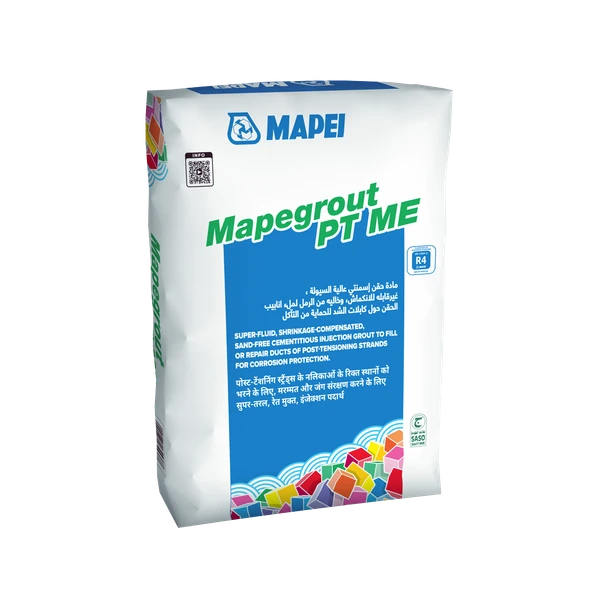 MAPEI
INFO
Mapegrout
PT ME
R4
مادة حقن إسمنتي عالية السيولة ،
غيرقابله للانكماش، وخاليه من الرمل لملء انابيب
الحقن حول كابلات الشد للحماية من التآكل
SUPER-FLUID, SHRINKAGE-COMPENSATED,
SAND-FREE CEMENTITIOUS INJECTION GROUT TO FILL
OR REPAIR DUCTS OF POST-TENSIONING STRANDS
FOR CORROSION PROTECTION.
पोस्ट-टेंशनिंग स्ट्रैंड्स के नलिकाओं के रिक्त स्थानों को
भरने के लिए, मरम्मत और जंग संरक्षण करने के लिए
सुपर-तरल, रेत मुक्त, इंजेक्शन पदार्थ
SASO
Mapegrout
MAPEI